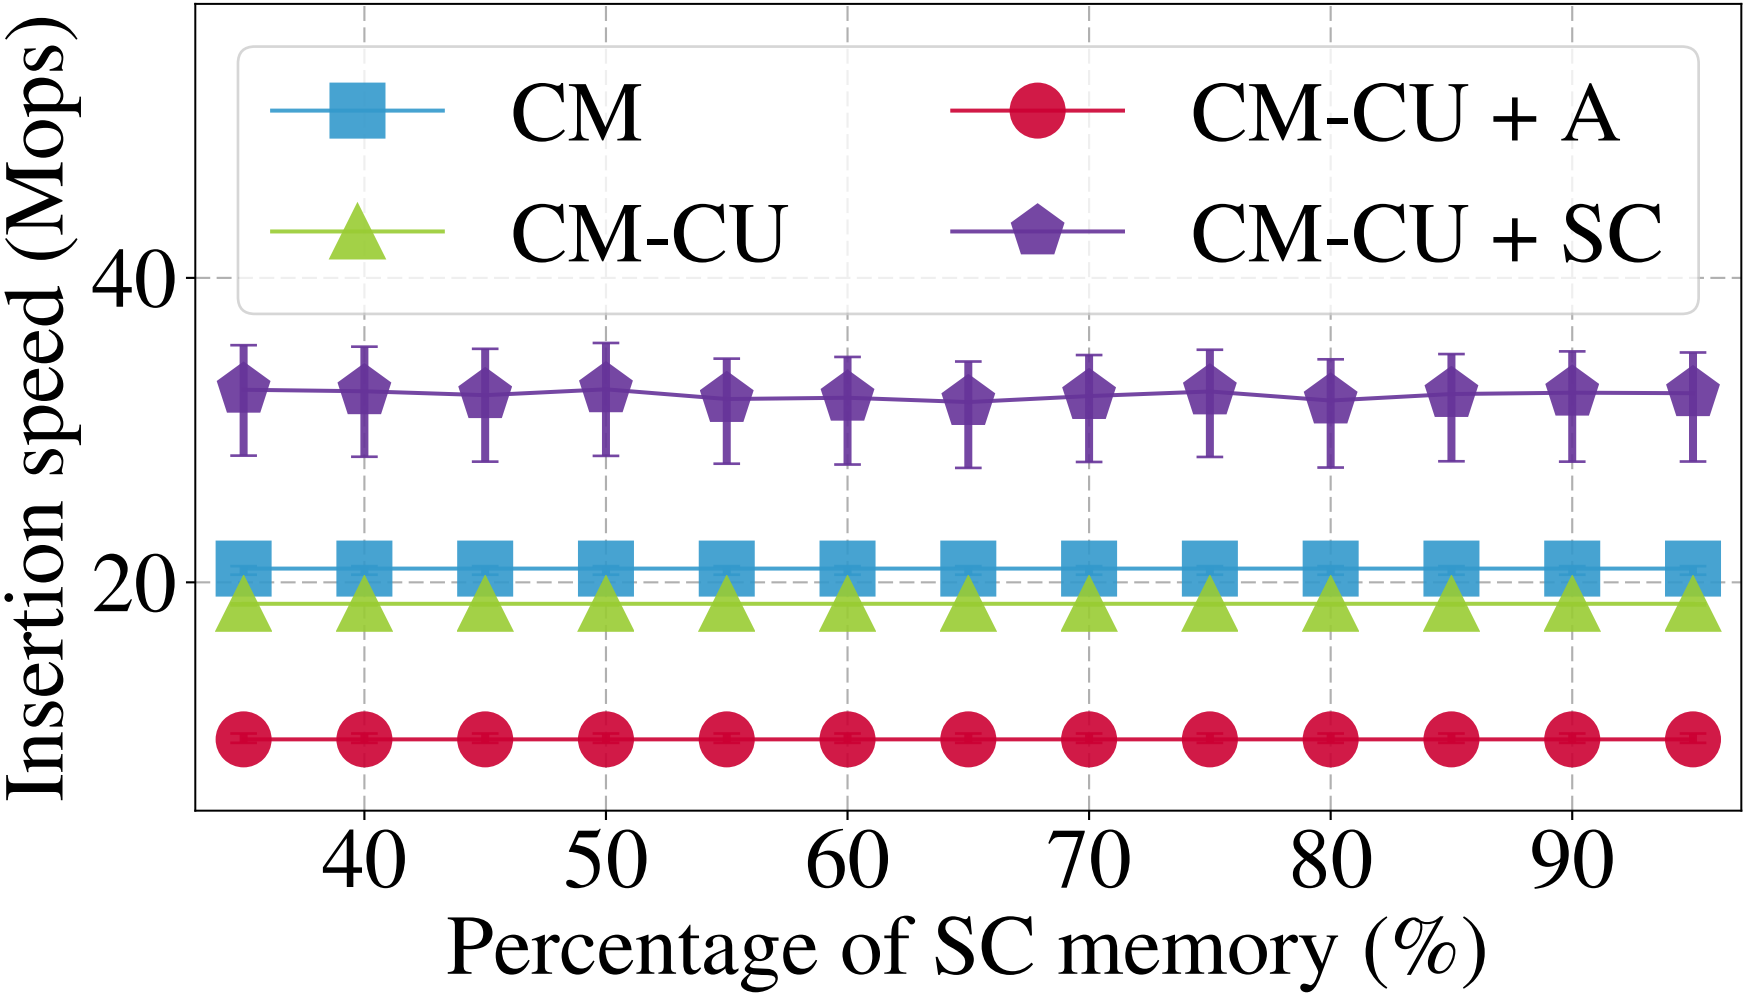 Insertion speed (Mops)
CM
CM-CU + A
CM-CU
CM-CU + SC
40
20
40 50 60 70 80 90
Percentage of SC memory (%)